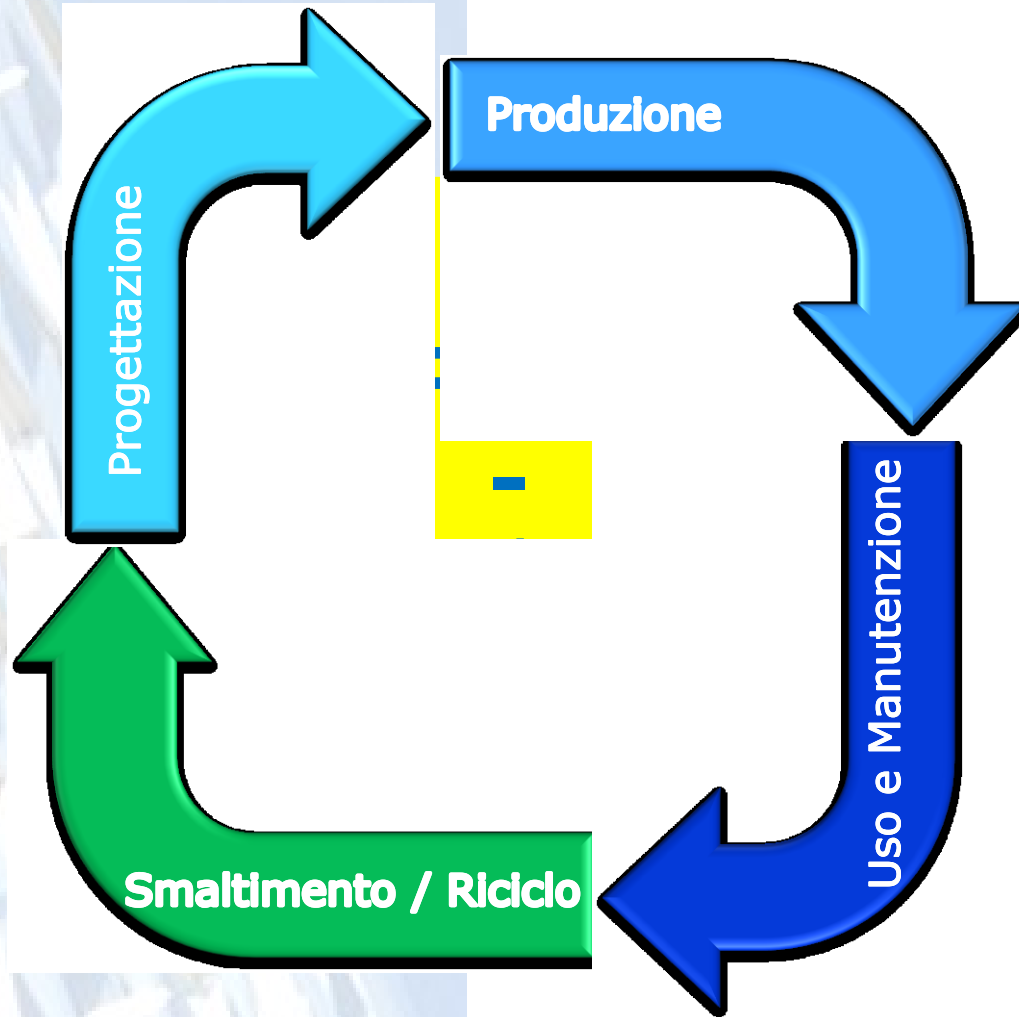 Progettazione
Produzione
Uso e Manutenzione
Smaltimento / Riciclo